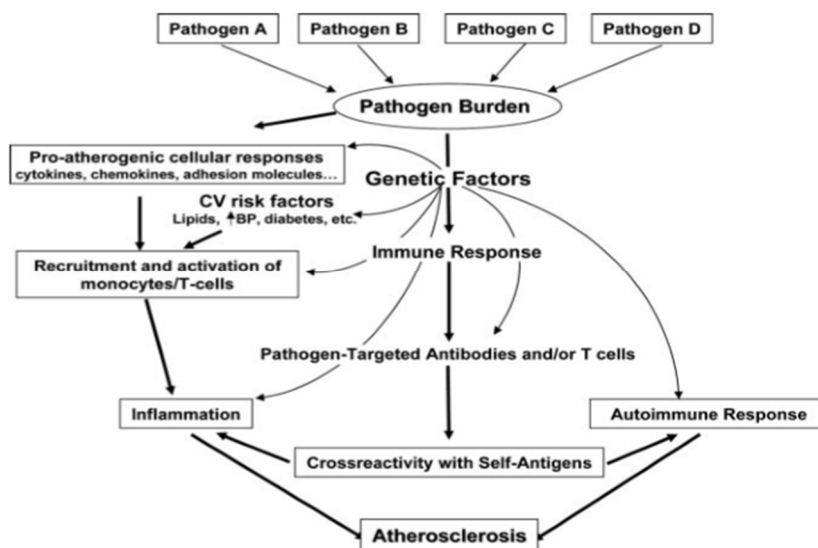 Pathogen A
Pathogen B
Pathogen C
Pathogen D
Pathogen Burden
Pro-atherogenic cellular responses
cytokines, chemokines, adhesion molecules...
Genetic Factors
CV risk factors
Lipids, ↑BP, diabetes, etc.
Immune Response
Recruitment and activation of
monocytes/T-cells
Pathogen-Targeted Antibodies and/or T cells
Inflammation
Autoimmune Response
Crossreactivity with Self-Antigens
Atherosclerosis